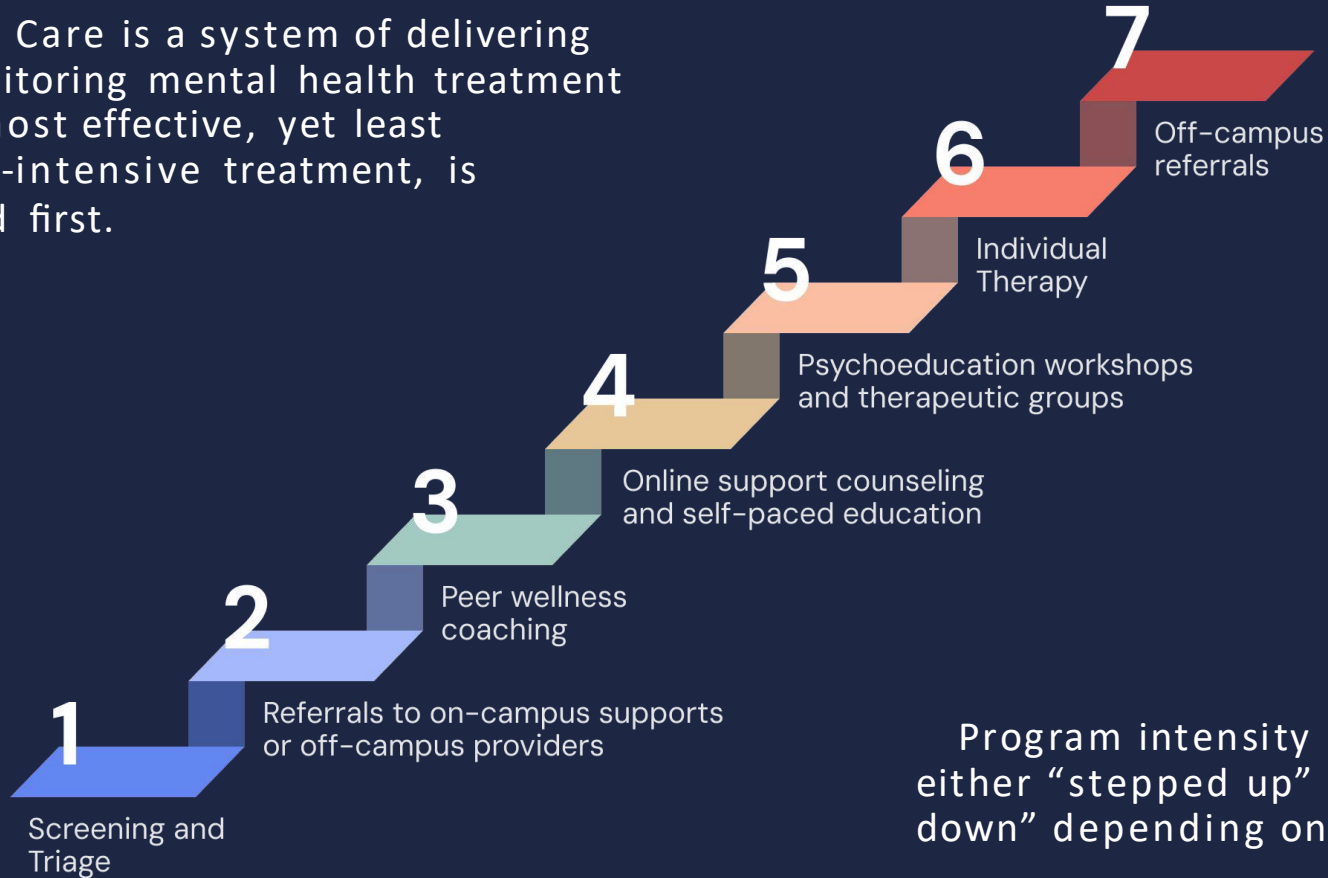 Care is a system of delivering
itoring mental health treatment
ost effective, yet least
-intensive treatment, is
d first.
7
Off-campus
referrals
6
Individual
Therapy
5
Psychoeducation workshops
and therapeutic groups
4
Online support counseling
and self-paced education
3
Peer wellness
coaching
2
Referrals to on-campus supports
or off-campus providers
1
Screening and
Triage
Program intensity
either “stepped up”
down” depending on